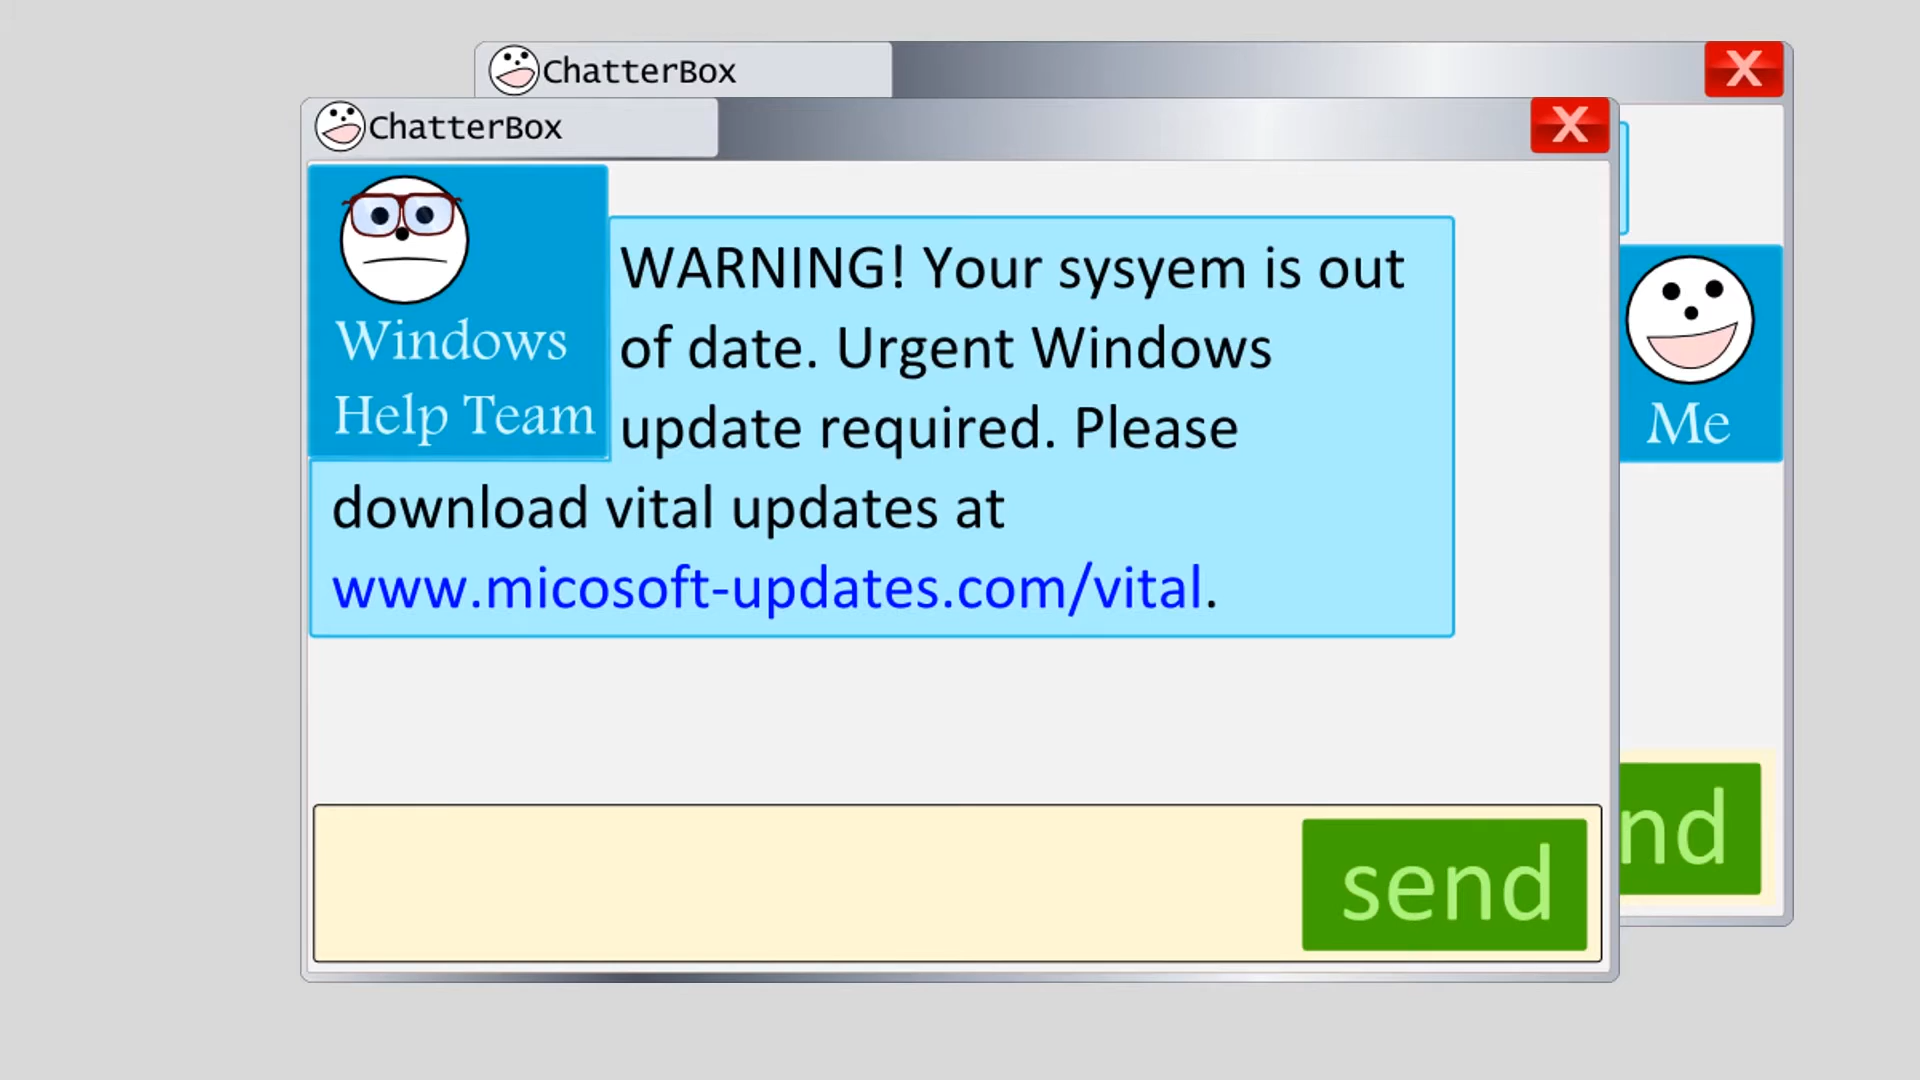 ChatterBox
X
ChatterBox
X
Windows
Help Team
WARNING! Your sysyem is out
of date. Urgent Windows
update required. Please
download vital updates at
www.micosoft-updates.com/vital.
Me
send
nd